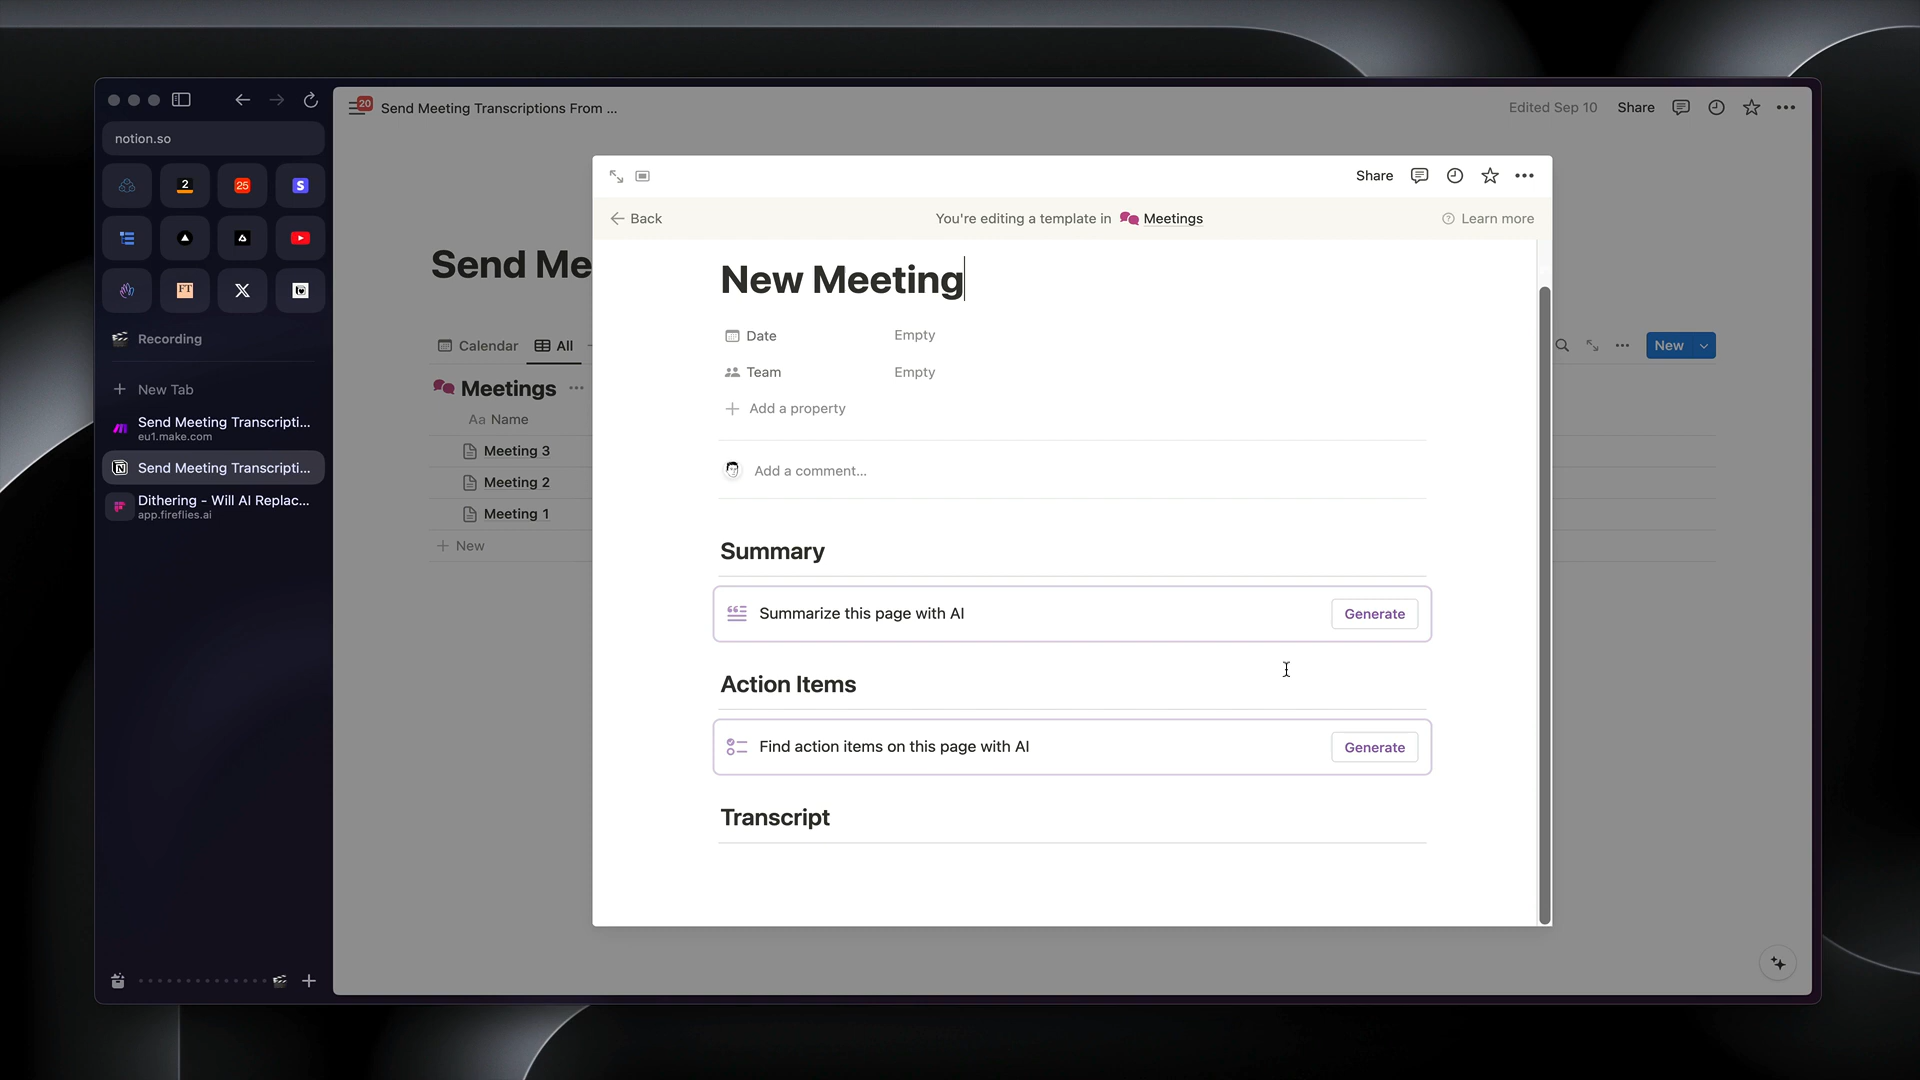 notion.so
2
25
S
FT
X
Recording
New Tab
Send Meeting Transcripti...
eu1.make.com
Send Meeting Transcripti...
Dithering - Will AI Replac...
app.fireflies.ai
20
Send Meeting Transcriptions From ...
Edited Sep 10
Share
Send Me
Calendar
All
Meetings
Aa Name
Meeting 3
Meeting 2
Meeting 1
New
New
Share
Back
You're editing a template in Meetings
Learn more
New Meeting
Date Empty
Team Empty
Add a property
Add a comment...
Summary
Summarize this page with AI
Generate
Action Items
Find action items on this page with AI
Generate
Transcript